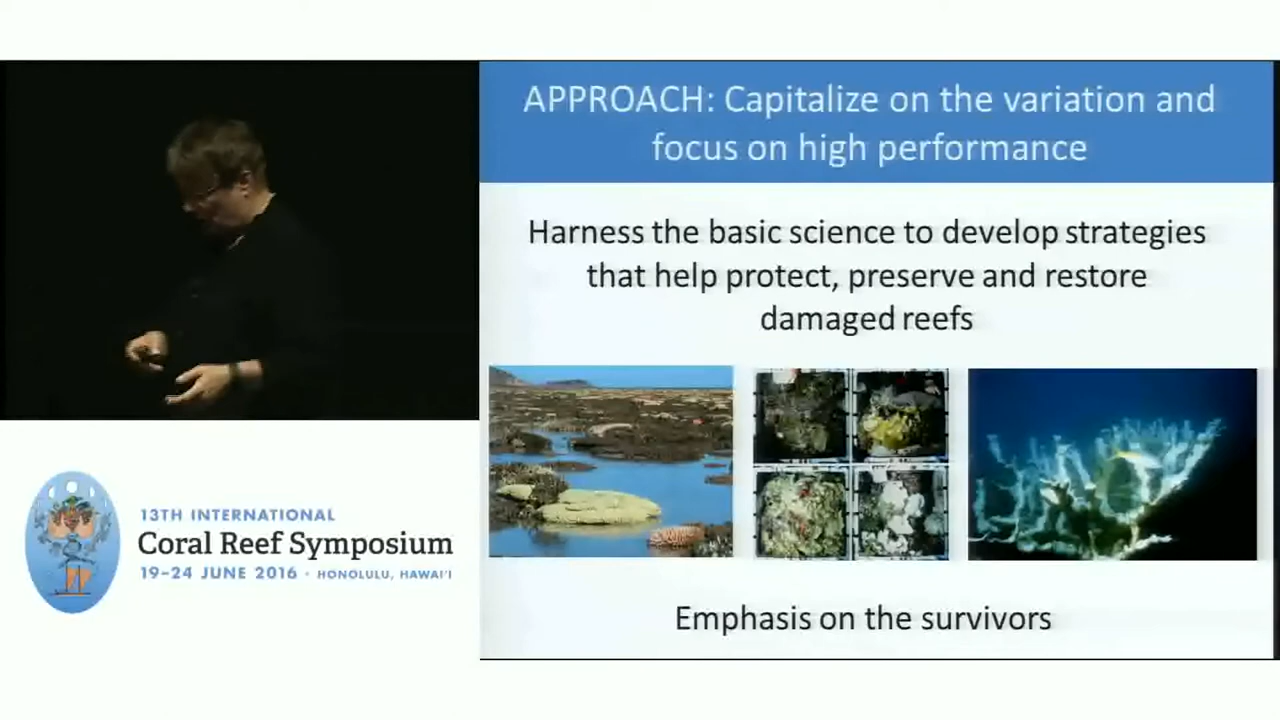 APPROACH: Capitalize on the variation and
focus on high performance
Harness the basic science to develop strategies
that help protect, preserve and restore
damaged reefs
Emphasis on the survivors
13TH INTERNATIONAL
Coral Reef Symposium
19–24 JUNE 2016 · HONOLULU, HAWAI'I